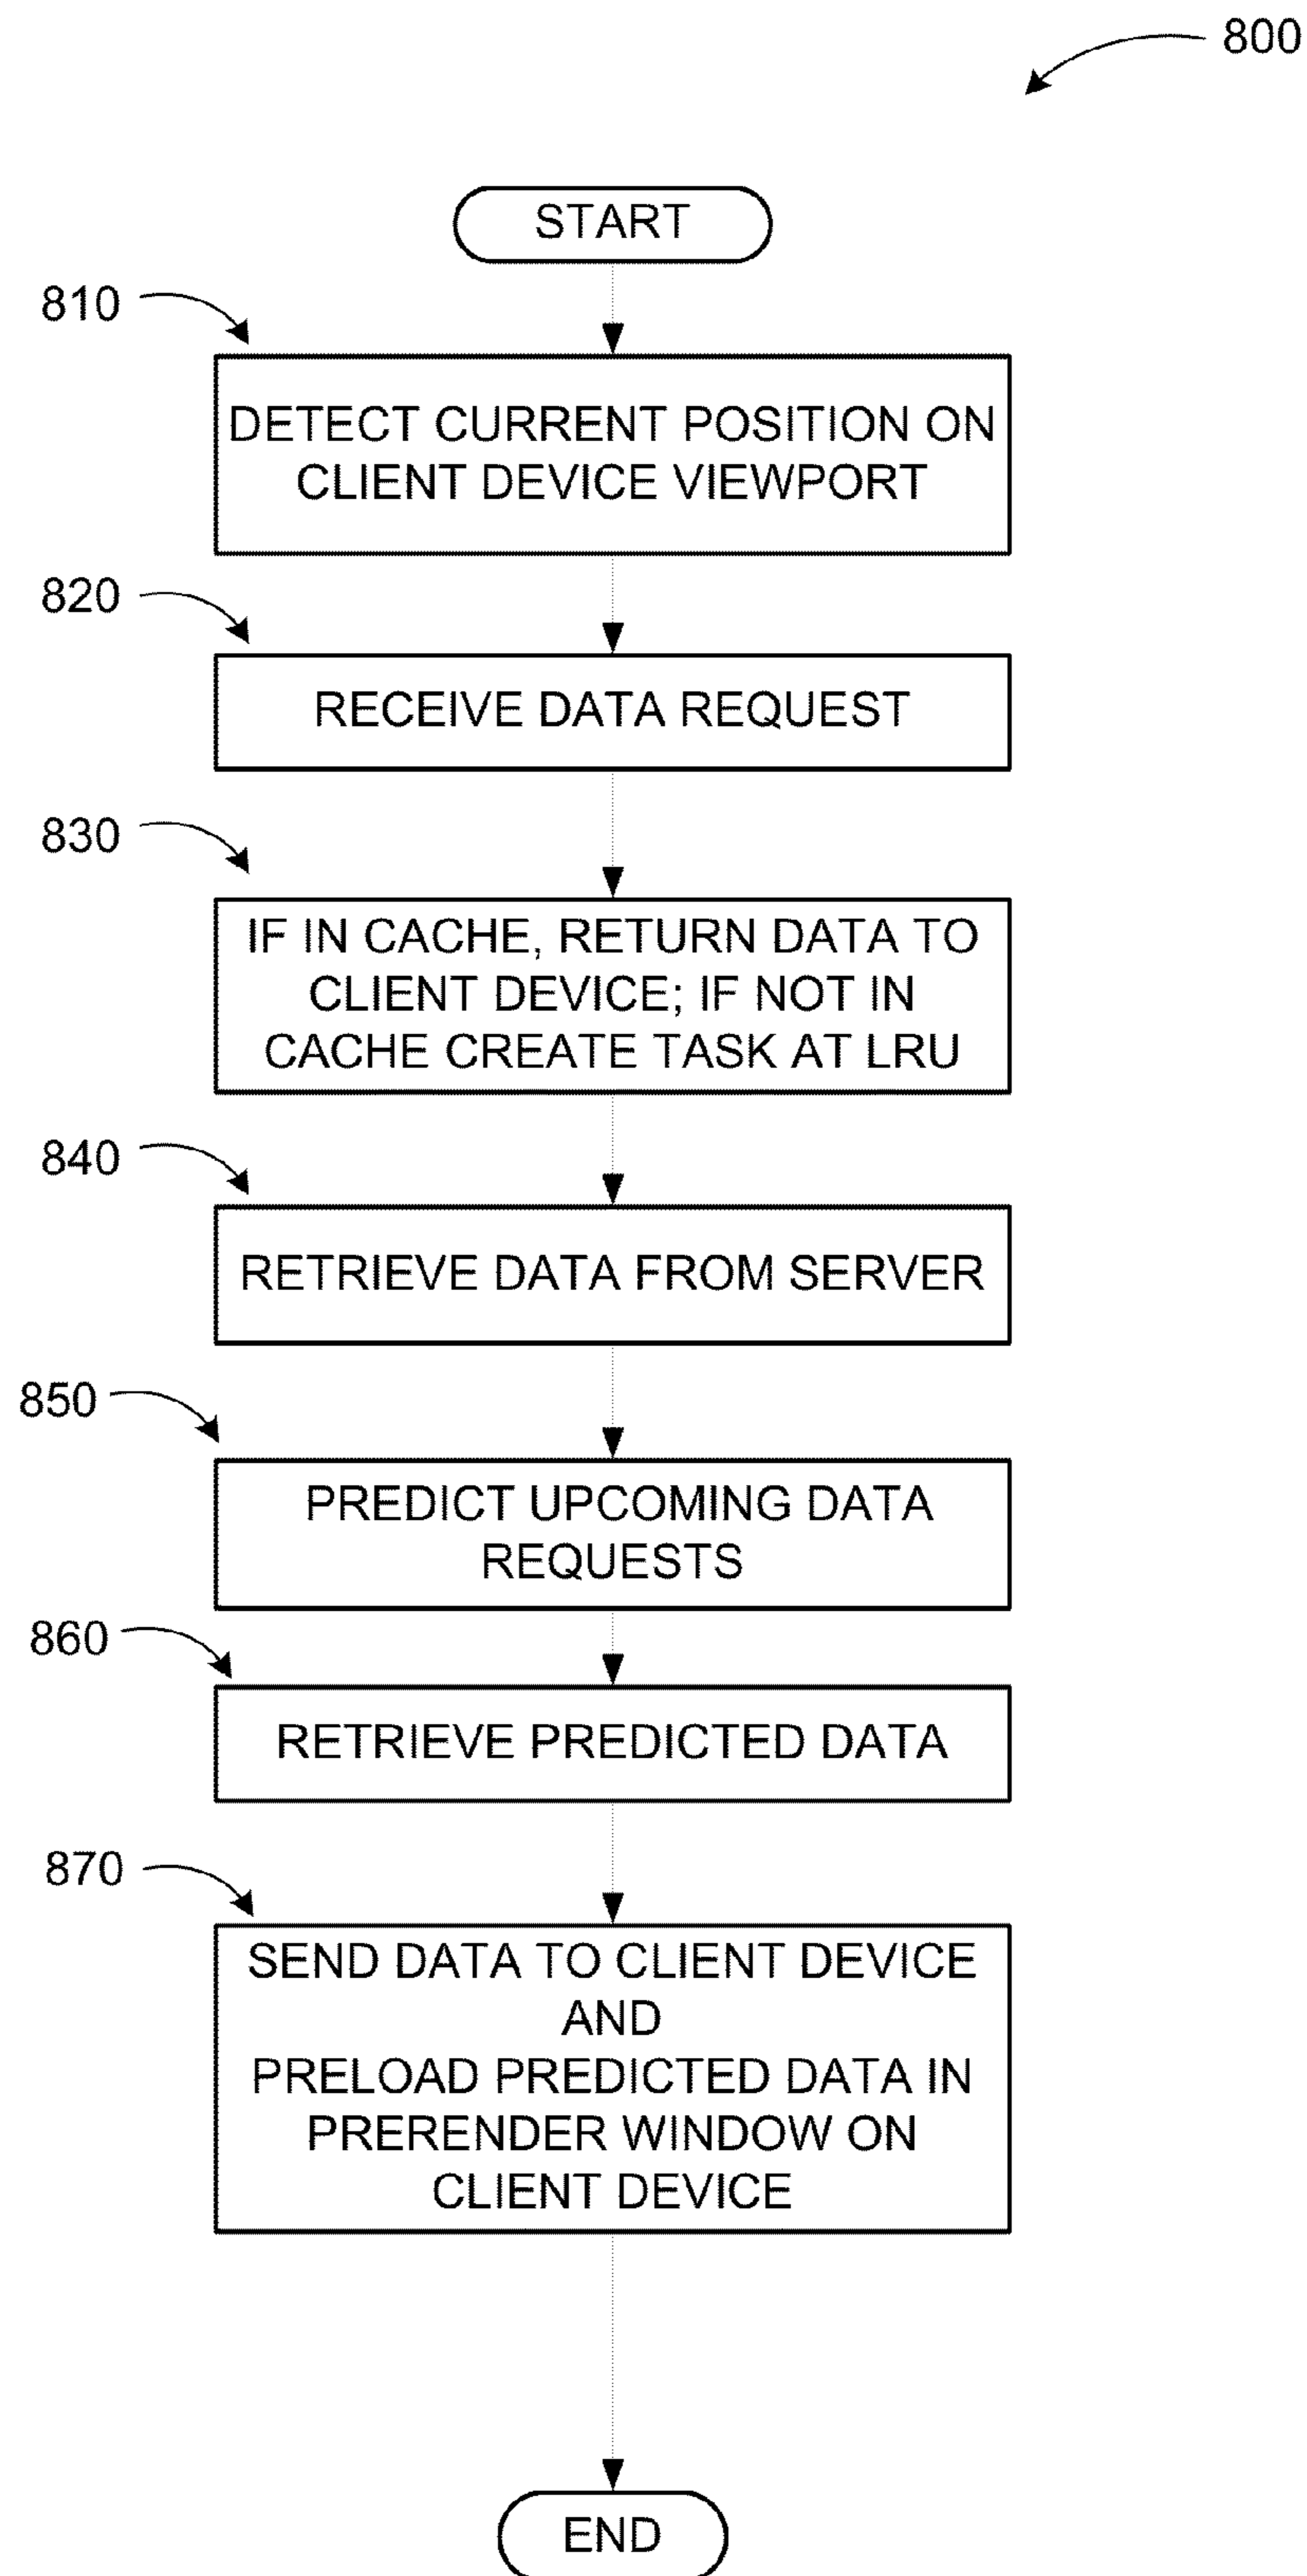 800
START
810
DETECT CURRENT POSITION ON
CLIENT DEVICE VIEWPORT
820
RECEIVE DATA REQUEST
830
IF IN CACHE, RETURN DATA TO
CLIENT DEVICE; IF NOT IN
CACHE CREATE TASK AT LRU
840
RETRIEVE DATA FROM SERVER
850
PREDICT UPCOMING DATA
REQUESTS
860
RETRIEVE PREDICTED DATA
870
SEND DATA TO CLIENT DEVICE
AND
PRELOAD PREDICTED DATA IN
PRERENDER WINDOW ON
CLIENT DEVICE
END